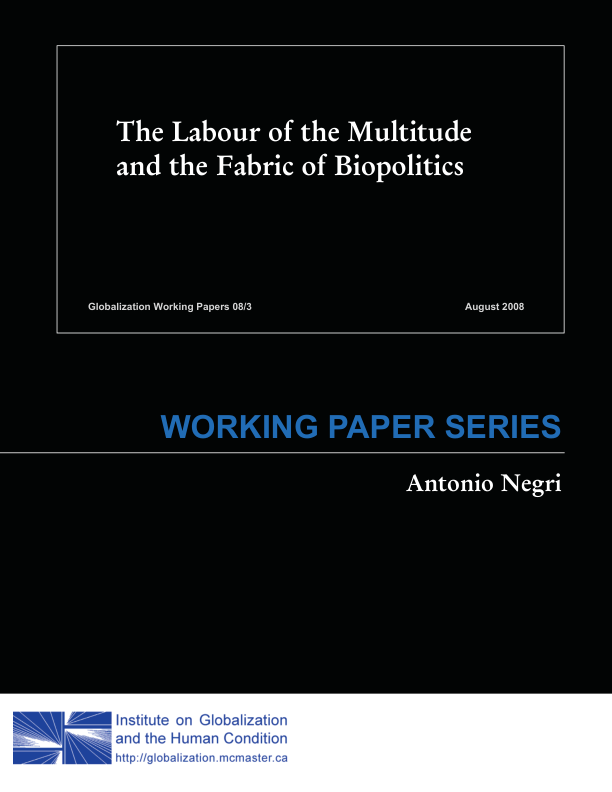 The Labour of the Multitude
and the Fabric of Biopolitics
Globalization Working Papers 08/3
August 2008
WORKING PAPER SERIES
Antonio Negri
Institute on Globalization
and the Human Condition
http://globalization.mcmaster.ca